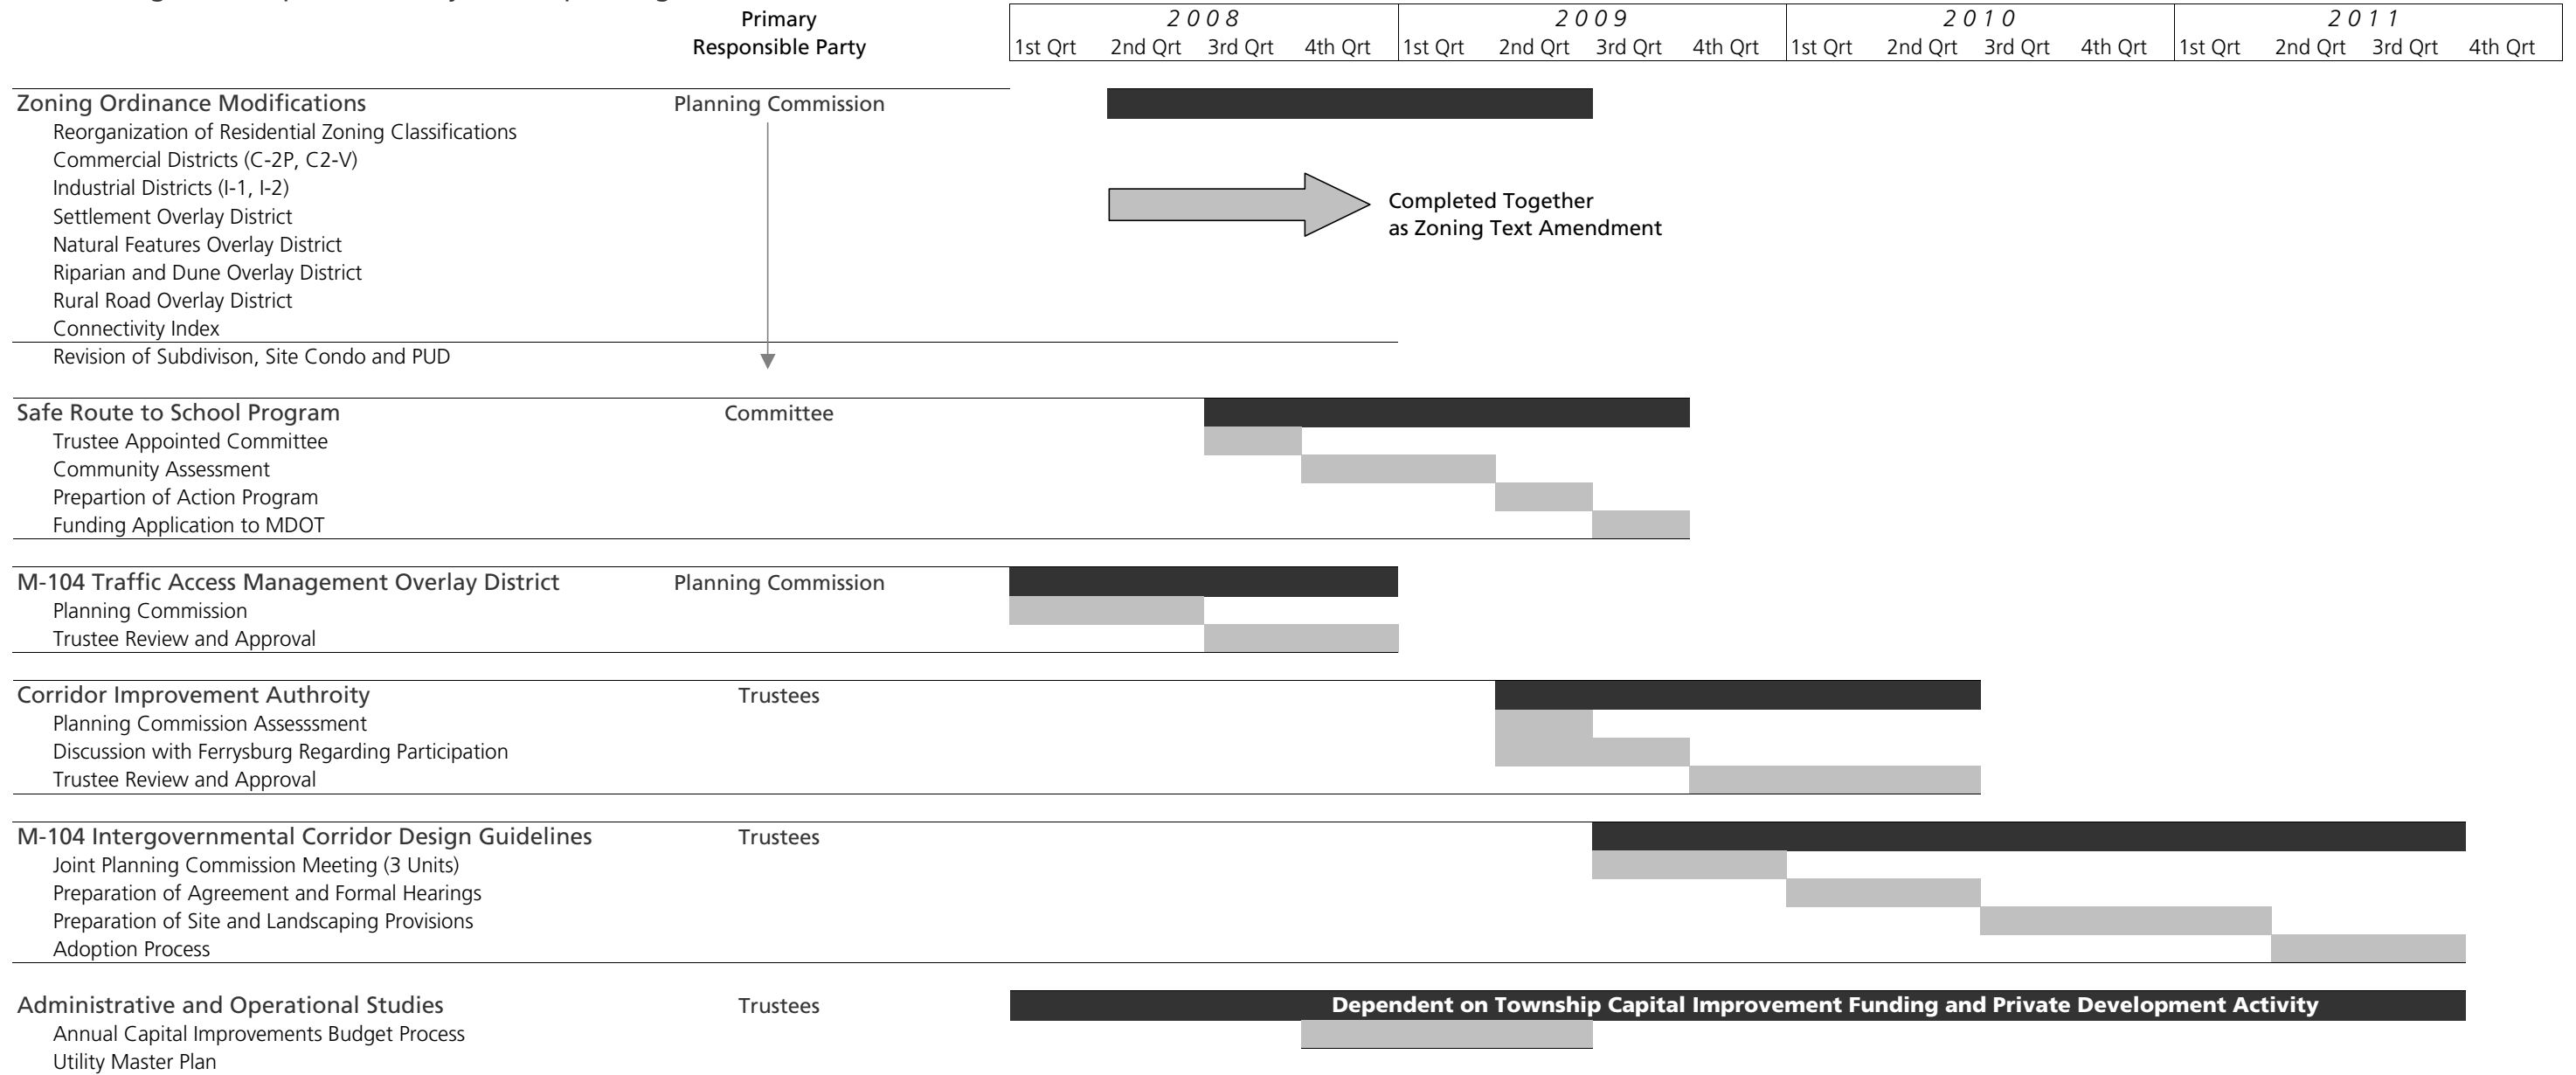 Primary
Responsible Party
2008 2009 2010 2011
1st Qrt 2nd Qrt 3rd Qrt 4th Qrt 1st Qrt 2nd Qrt 3rd Qrt 4th Qrt 1st Qrt 2nd Qrt 3rd Qrt 4th Qrt 1st Qrt 2nd Qrt 3rd Qrt 4th Qrt
Zoning Ordinance Modifications Planning Commission
Reorganization of Residential Zoning Classifications
Commercial Districts (C-2P, C2-V)
Industrial Districts (I-1, I-2)
Settlement Overlay District
Natural Features Overlay District
Riparian and Dune Overlay District
Rural Road Overlay District
Connectivity Index
Revision of Subdivison, Site Condo and PUD
Completed Together
as Zoning Text Amendment
Safe Route to School Program Committee
Trustee Appointed Committee
Community Assessment
Prepartion of Action Program
Funding Application to MDOT
M-104 Traffic Access Management Overlay District Planning Commission
Planning Commission
Trustee Review and Approval
Corridor Improvement Authroity Trustees
Planning Commission Assesssment
Discussion with Ferrysburg Regarding Participation
Trustee Review and Approval
M-104 Intergovernmental Corridor Design Guidelines Trustees
Joint Planning Commission Meeting (3 Units)
Preparation of Agreement and Formal Hearings
Preparation of Site and Landscaping Provisions
Adoption Process
Administrative and Operational Studies Trustees Dependent on Township Capital Improvement Funding and Private Development Activity
Annual Capital Improvements Budget Process
Utility Master Plan